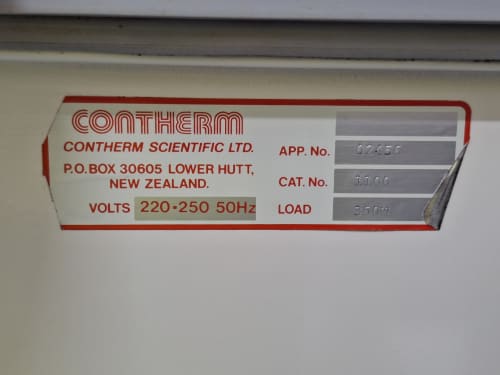 CONTHERM
CONTHERM SCIENTIFIC LTD.
P.O.BOX 30605 LOWER HUTT,
NEW ZEALAND.
VOLTS 220-250 50Hz
APP. No.
CAT. No.
LOAD